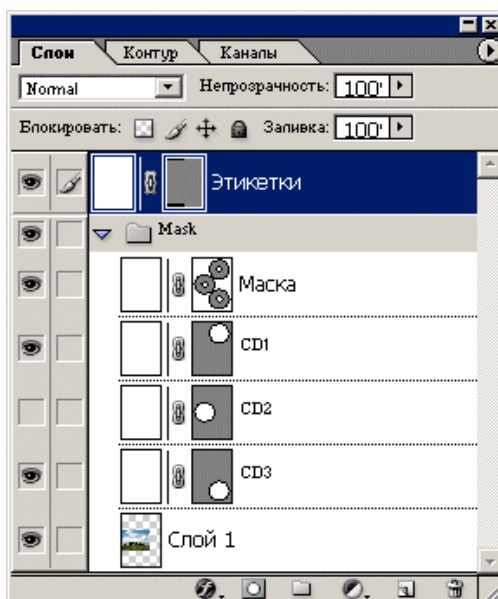 Слои Контур Каналы
Normal Непрозрачность: 100%
Блокировать: Заливка: 100%
Этикетки
Mask
Маска
CD1
CD2
CD3
Слой 1